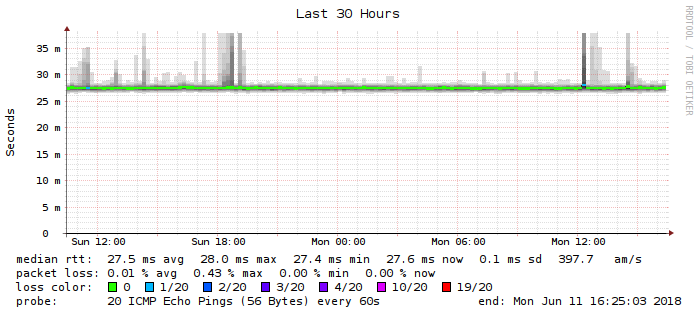 Last 30 Hours
RRDTOOL / TOBI OETIKER
Seconds
35 m
30 m
25 m
20 m
15 m
10 m
5 m
0
Sun 12:00 Sun 18:00 Mon 00:00 Mon 06:00 Mon 12:00
median rtt: 27.5 ms avg 28.0 ms max 27.4 ms min 27.6 ms now 0.1 ms sd 397.7 am/s
packet loss: 0.01 % avg 0.43 % max 0.00 % min 0.00 % now
loss color: 0 1/20 2/20 3/20 4/20 10/20 19/20
probe: 20 ICMP Echo Pings (56 Bytes) every 60s end: Mon Jun 11 16:25:03 2018